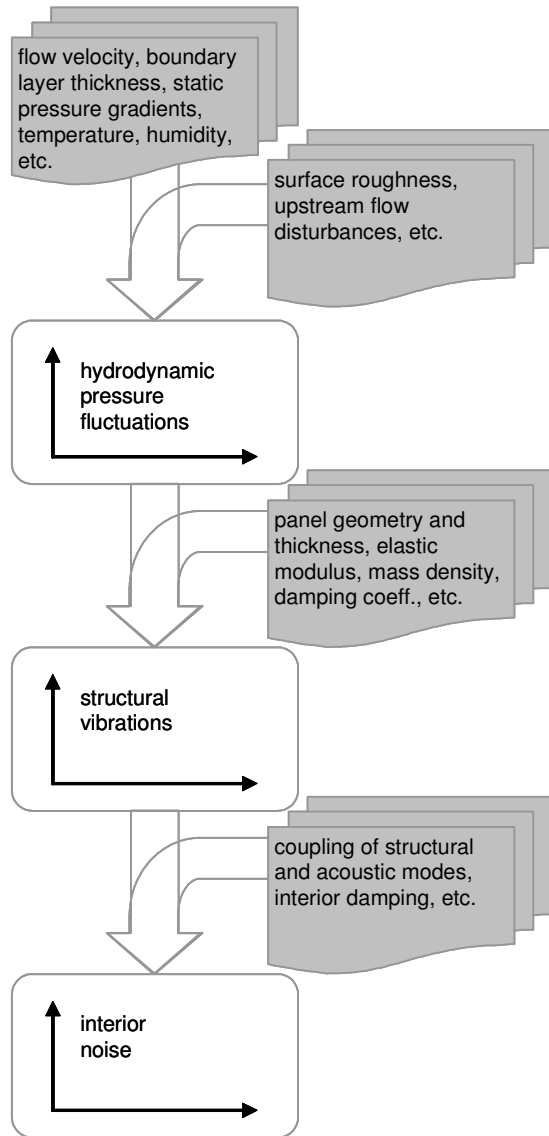 flow velocity, boundary
layer thickness, static
pressure gradients,
temperature, humidity,
etc.
surface roughness,
upstream flow
disturbances, etc.
hydrodynamic
pressure
fluctuations
panel geometry and
thickness, elastic
modulus, mass density,
damping coeff., etc.
structural
vibrations
coupling of structural
and acoustic modes,
interior damping, etc.
interior
noise